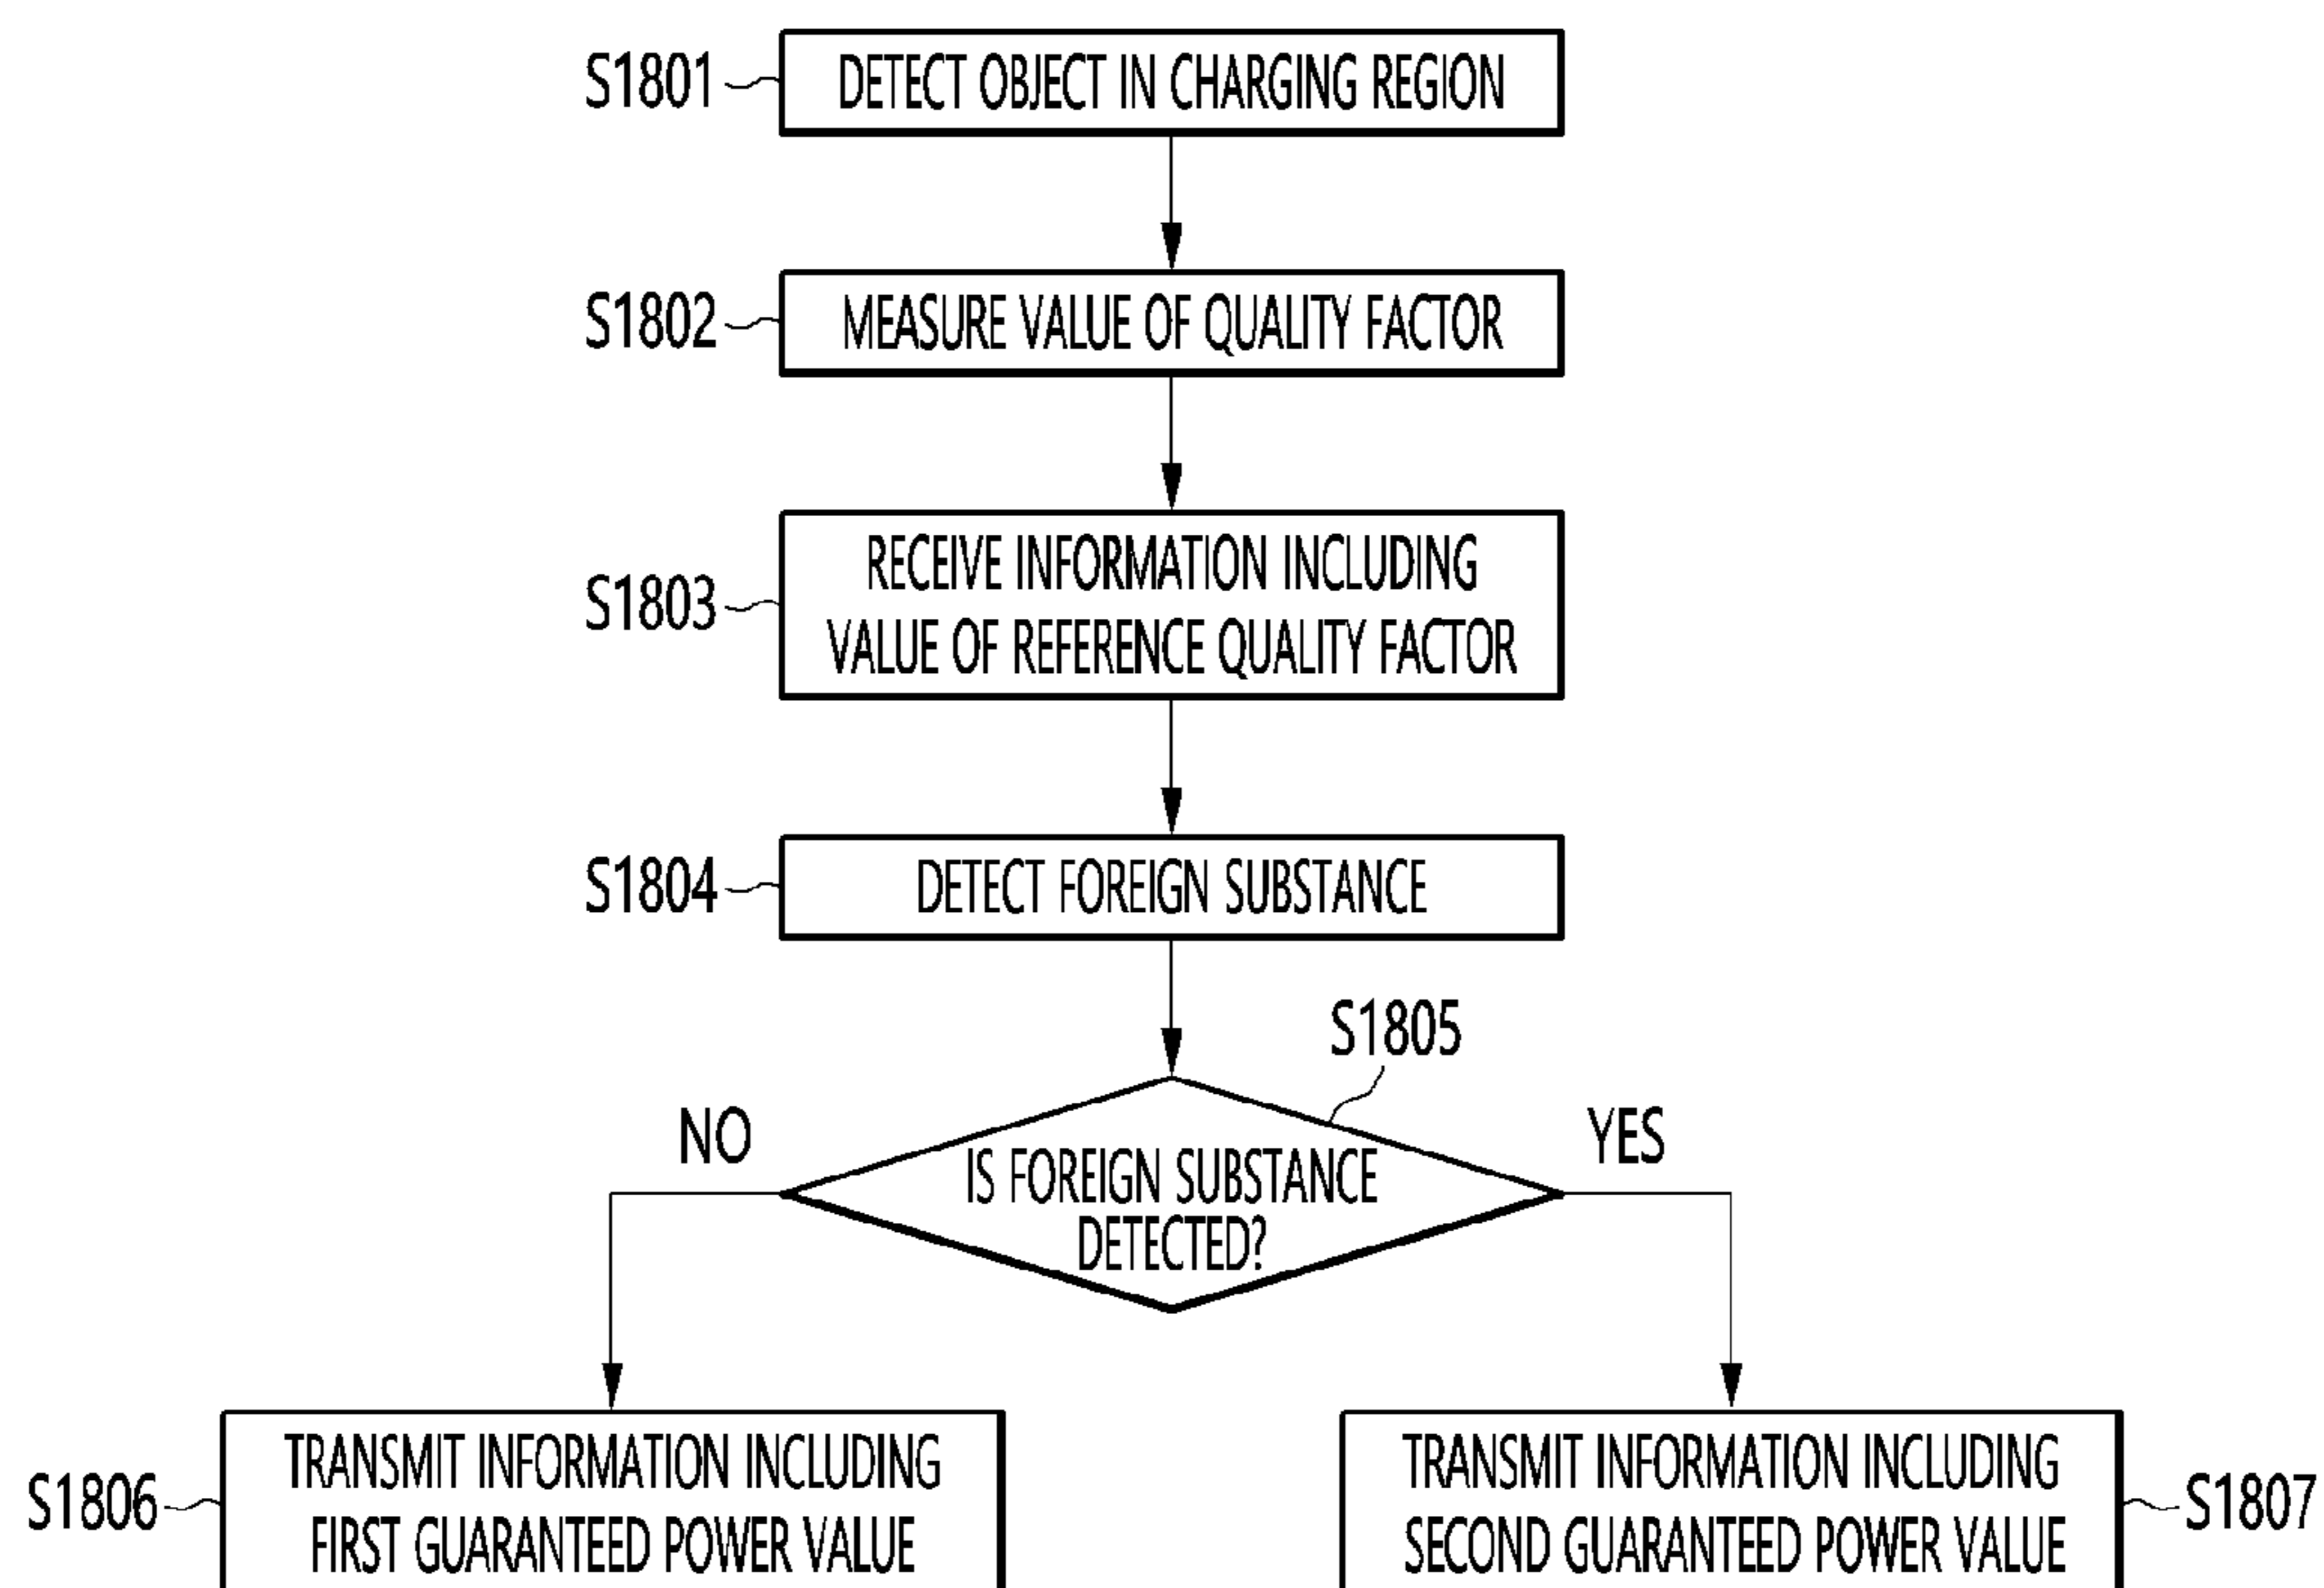 S1801
DETECT OBJECT IN CHARGING REGION
S1802
MEASURE VALUE OF QUALITY FACTOR
S1803
RECEIVE INFORMATION INCLUDING
VALUE OF REFERENCE QUALITY FACTOR
S1804
DETECT FOREIGN SUBSTANCE
S1805
NO
YES
IS FOREIGN SUBSTANCE
DETECTED?
S1806
TRANSMIT INFORMATION INCLUDING
FIRST GUARANTEED POWER VALUE
TRANSMIT INFORMATION INCLUDING
SECOND GUARANTEED POWER VALUE
S1807